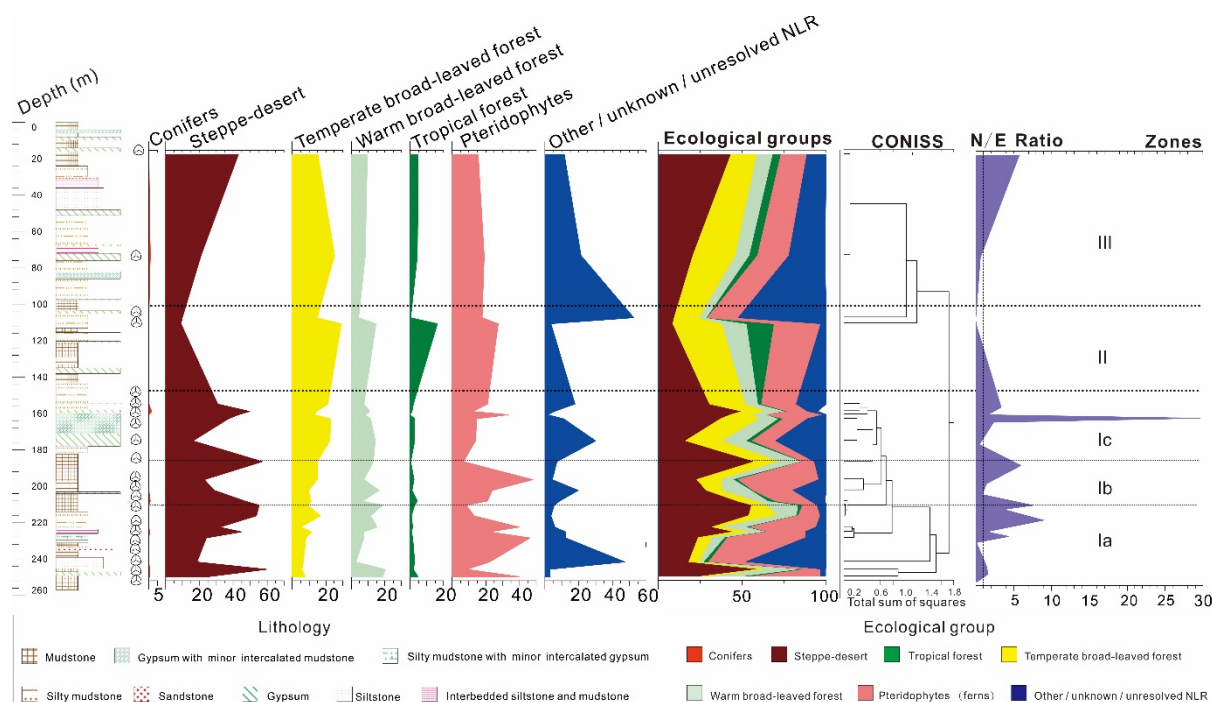 Depth (m)
Conifers
Steppe-desert
Temperate broad-leaved forest
Warm broad-leaved forest
Tropical forest
Pteridophytes
Other / unknown / unresolved NLR
Ecological groups
CONISS
N/E Ratio
Zones
0
20
40
60
80
100
120
140
160
180
200
220
240
260
III
II
Ic
Ib
Ia
5
20
40
60
20
20
20
20
40
20
40
60
50
100
0.2
0.6
1.0
1.4
1.8
Total sum of squares
5
10
15
20
25
30
Lithology
Mudstone
Gypsum with minor intercalated mudstone
Silty mudstone with minor intercalated gypsum
Silty mudstone
Sandstone
Gypsum
Siltstone
Interbedded siltstone and mudstone
Ecological group
Conifers
Steppe-desert
Tropical forest
Temperate broad-leaved forest
Warm broad-leaved forest
Pteridophytes (ferns)
Other / unknown / unresolved NLR